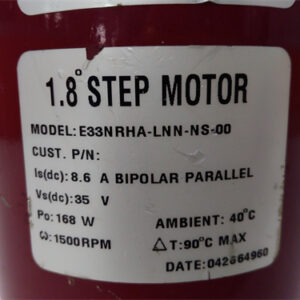 1.8° STEP MOTOR
MODEL:E33NRHA-LNN-NS-00
CUST. P/N:
Is(dc): 8.6 A BIPOLAR PARALLEL
Vs(dc): 35 V
Po: 168 W AMBIENT: 40°C
ω:1500RPM △T:90°C MAX
DATE:042664960